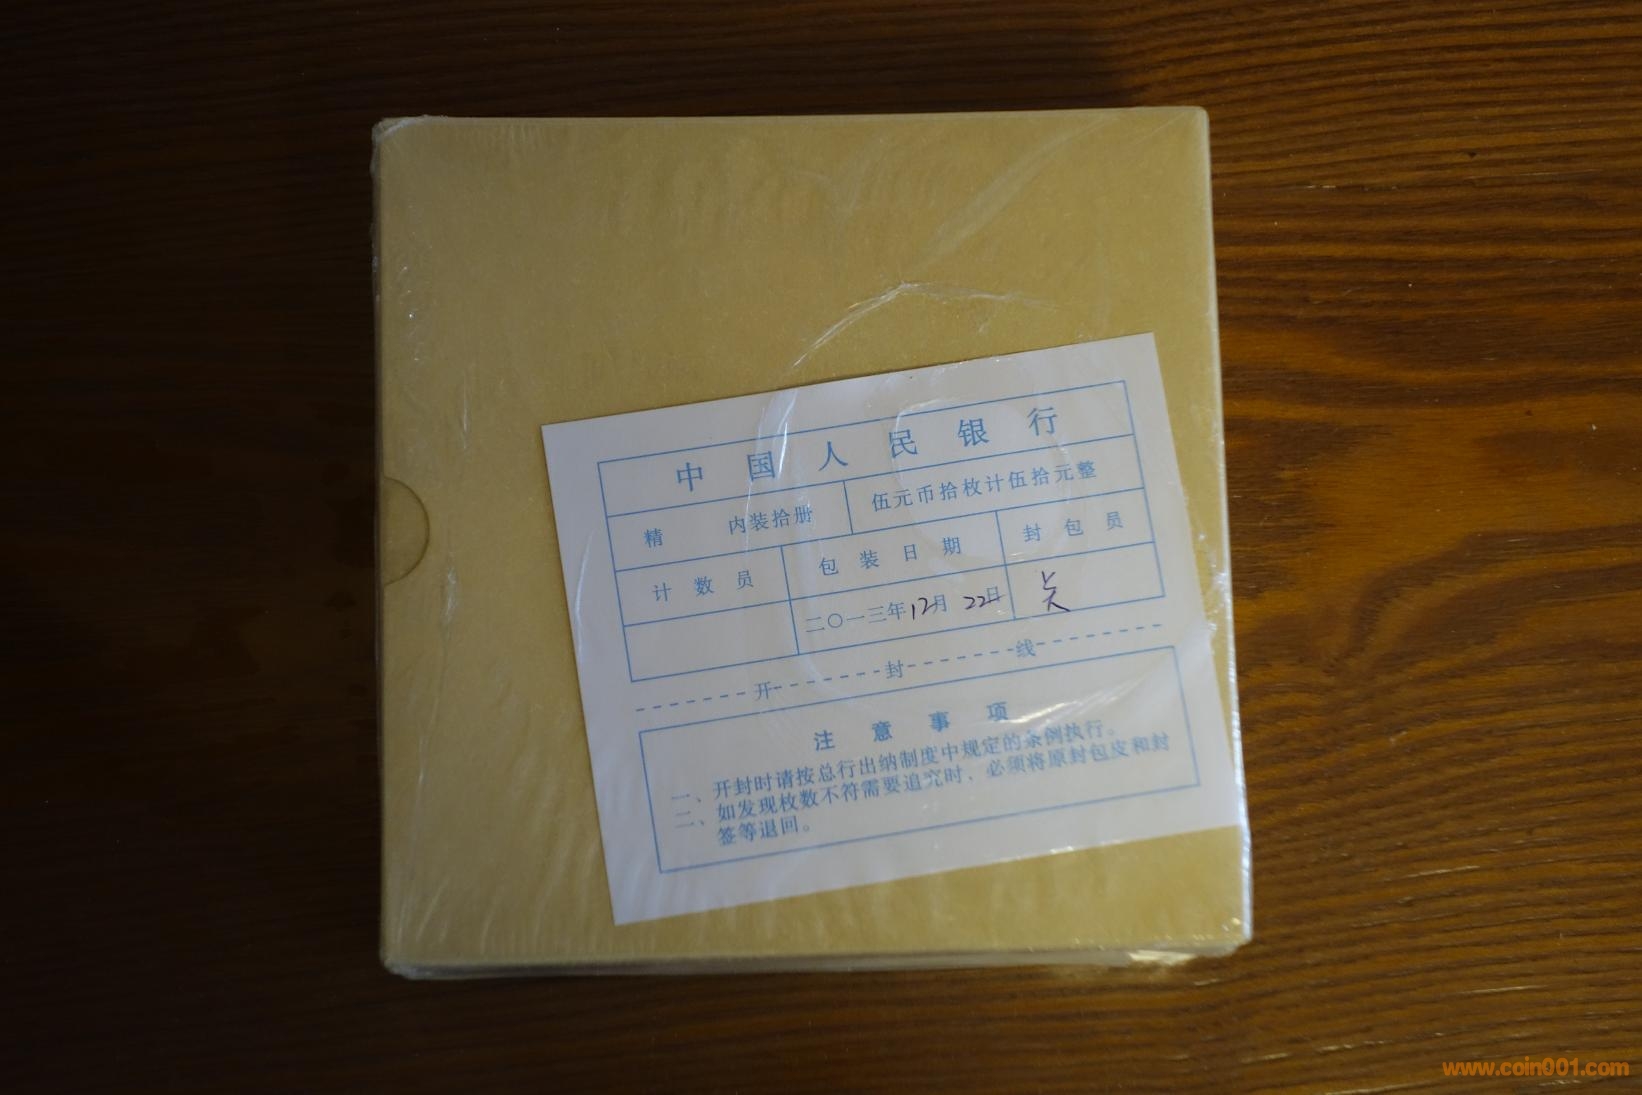 中国人民银行
精 内装拾册 伍元币拾枚计伍拾元整
计数员 包装日期 封包员
二〇一三年12月22日
开封线
注意事项
一、开封时请按总行出纳制度中规定的条例执行。
二、如发现枚数不符需要追究时，必须将原封包皮和封
签等退回。
www.coin001.com